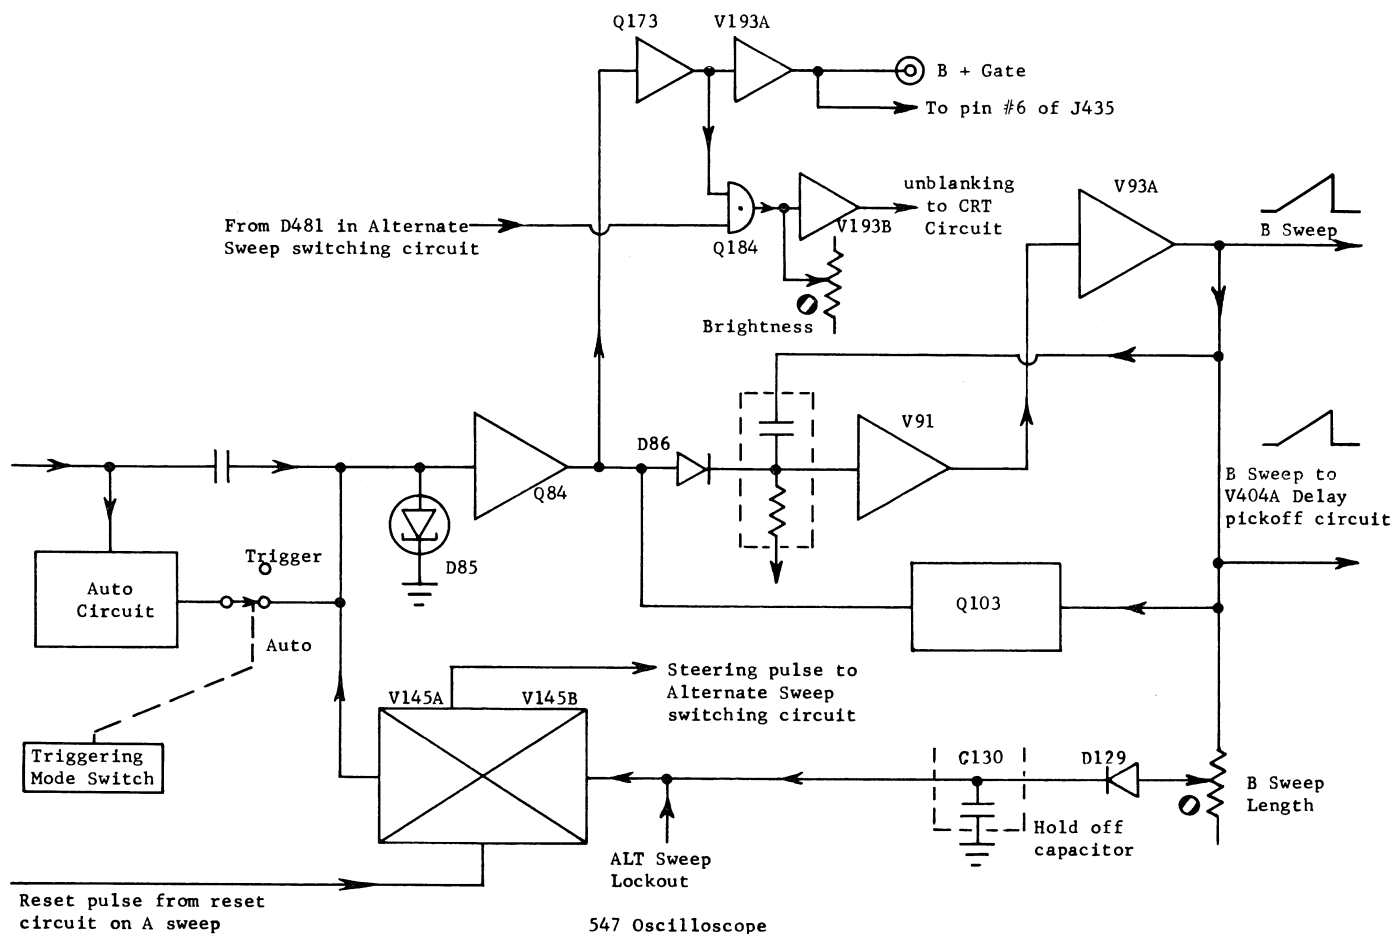 Q173
V193A
B + Gate
To pin #6 of J435
From D481 in Alternate
Sweep switching circuit
Q184
V193B
unblanking
to CRT
Circuit
Brightness
V93A
B Sweep
D86
V91
Q84
D85
B Sweep to
V404A Delay
pickoff circuit
Auto
Circuit
Trigger
Auto
Q103
Triggering
Mode Switch
V145A
V145B
Steering pulse to
Alternate Sweep
switching circuit
C130
D129
B Sweep
Length
Hold off
capacitor
ALT Sweep
Lockout
Reset pulse from reset
circuit on A sweep
547 Oscilloscope